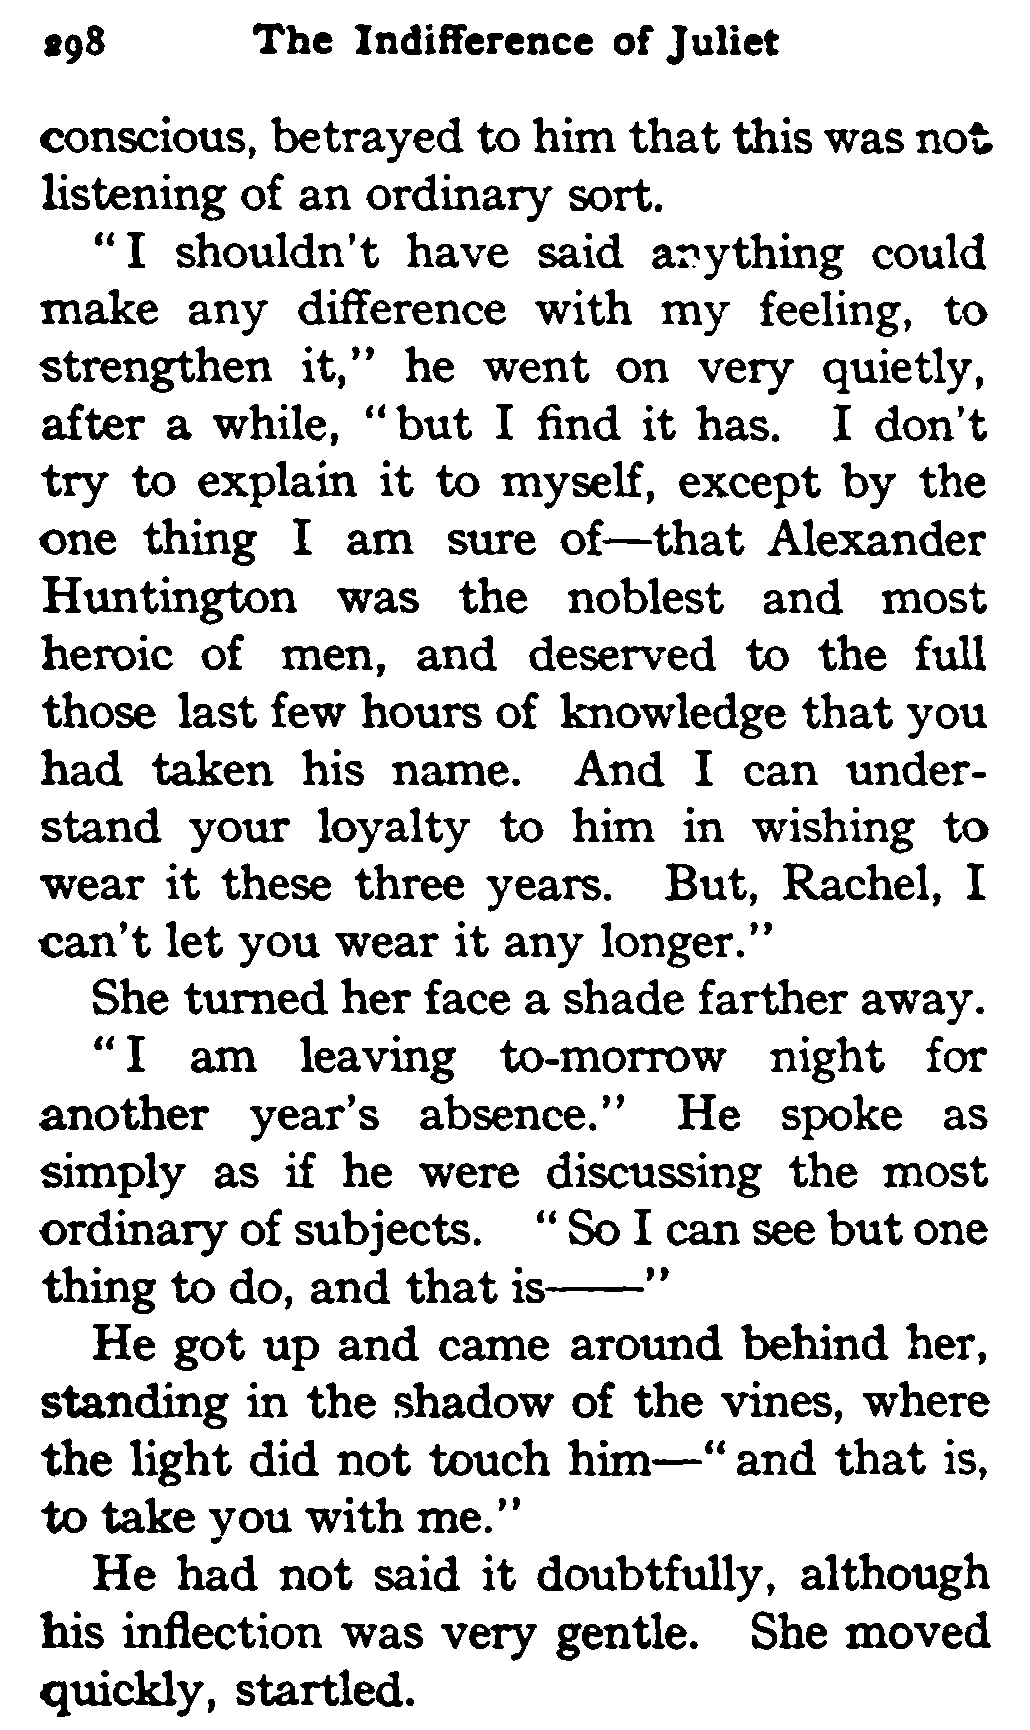 298 The Indifference of Juliet
conscious, betrayed to him that this was not
listening of an ordinary sort.
"I shouldn't have said anything could
make any difference with my feeling, to
strengthen it," he went on very quietly,
after a while, "but I find it has. I don't
try to explain it to myself, except by the
one thing I am sure of—that Alexander
Huntington was the noblest and most
heroic of men, and deserved to the full
those last few hours of knowledge that you
had taken his name. And I can under-
stand your loyalty to him in wishing to
wear it these three years. But, Rachel, I
can't let you wear it any longer."
She turned her face a shade farther away.
"I am leaving to-morrow night for
another year's absence." He spoke as
simply as if he were discussing the most
ordinary of subjects. "So I can see but one
thing to do, and that is——"
He got up and came around behind her,
standing in the shadow of the vines, where
the light did not touch him—"and that is,
to take you with me."
He had not said it doubtfully, although
his inflection was very gentle. She moved
quickly, startled.